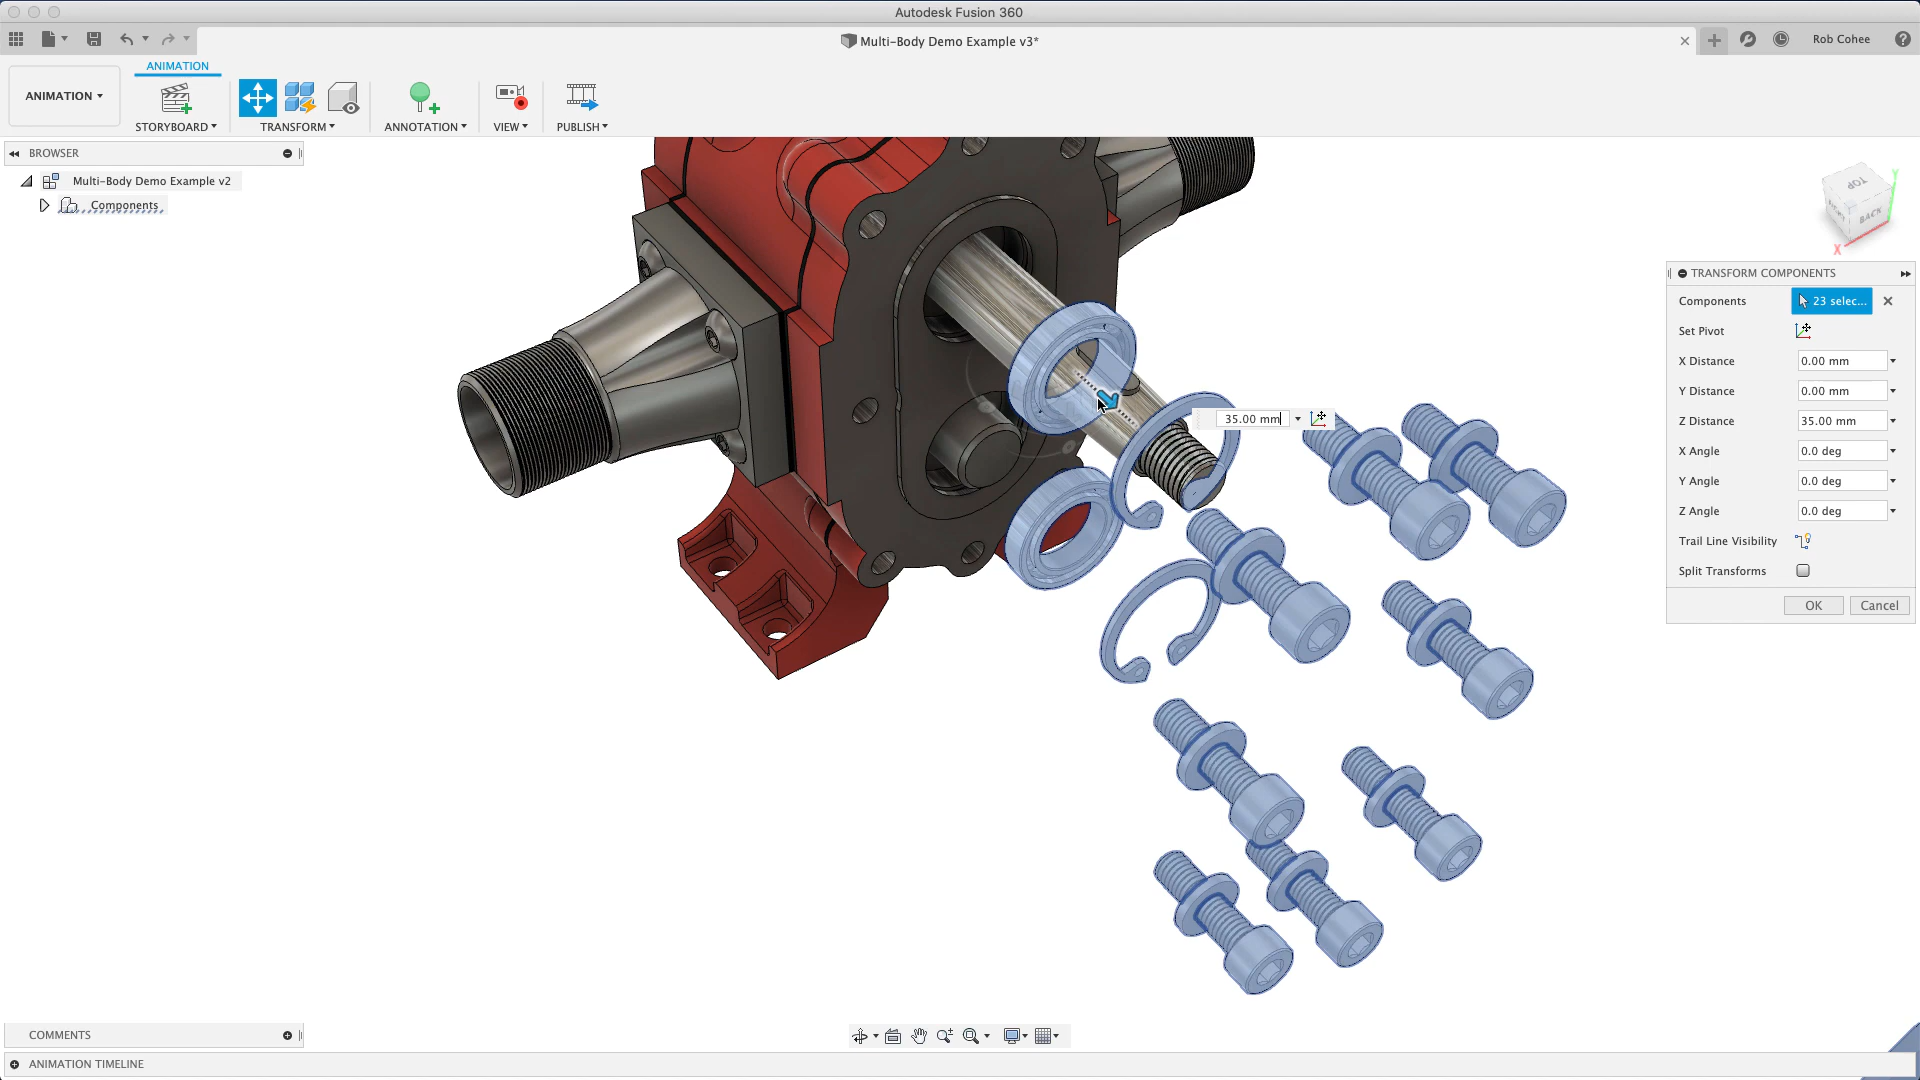 Autodesk Fusion 360
Multi-Body Demo Example v3*
Rob Cohee
ANIMATION
ANIMATION
STORYBOARD
TRANSFORM
ANNOTATION
VIEW
PUBLISH
BROWSER
Multi-Body Demo Example v2
Components
TOP
RIGHT
BACK
Y
X
TRANSFORM COMPONENTS
Components 23 selec...
Set Pivot
X Distance 0.00 mm
Y Distance 0.00 mm
Z Distance 35.00 mm
X Angle 0.0 deg
Y Angle 0.0 deg
Z Angle 0.0 deg
Trail Line Visibility
Split Transforms
OK Cancel
35.00 mm
COMMENTS
ANIMATION TIMELINE